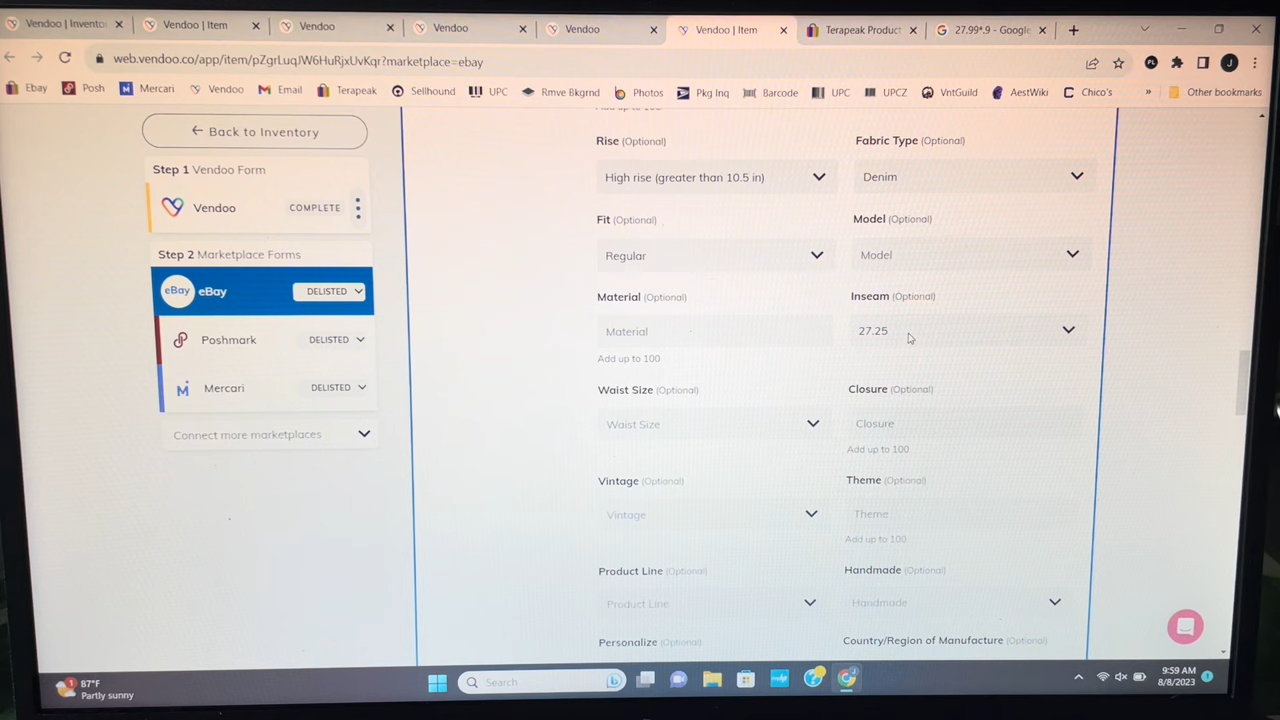 Vendoo | Invento
Vendoo | Item
Vendoo
Vendoo
Vendoo
Vendoo | Item
Terapeak Product
27.99*.9 - Google
web.vendoo.co/app/item/pZgrLuqJW6HuRjxUvKqr?marketplace=ebay
J
Ebay
Posh
Mercari
Vendoo
Email
Terapeak
Sellhound
UPC
Rmve Bkgrnd
Photos
Pkg Inq
Barcode
UPC
UPCZ
VntGuild
AestWiki
Chico's
»
Other bookmarks
← Back to Inventory
Step 1 Vendoo Form
Vendoo COMPLETE
Step 2 Marketplace Forms
eBay eBay DELISTED
Poshmark DELISTED
Mercari DELISTED
Connect more marketplaces
Add up to 100
Rise (Optional) Fabric Type (Optional)
High rise (greater than 10.5 in) Denim
Fit (Optional) Model (Optional)
Regular Model
Material (Optional) Inseam (Optional)
Material 27.25
Add up to 100
Waist Size (Optional) Closure (Optional)
Waist Size Closure
Add up to 100
Vintage (Optional) Theme (Optional)
Vintage Theme
Add up to 100
Product Line (Optional) Handmade (Optional)
Product Line Handmade
Personalize (Optional) Country/Region of Manufacture (Optional)
87°F
Partly sunny
Search
9:59 AM
8/8/2023